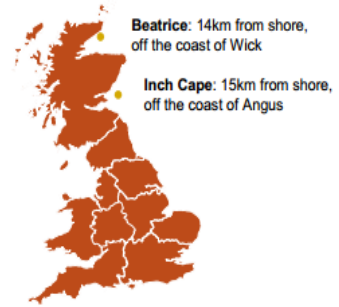 Beatrice: 14km from shore,
off the coast of Wick
Inch Cape: 15km from shore,
off the coast of Angus